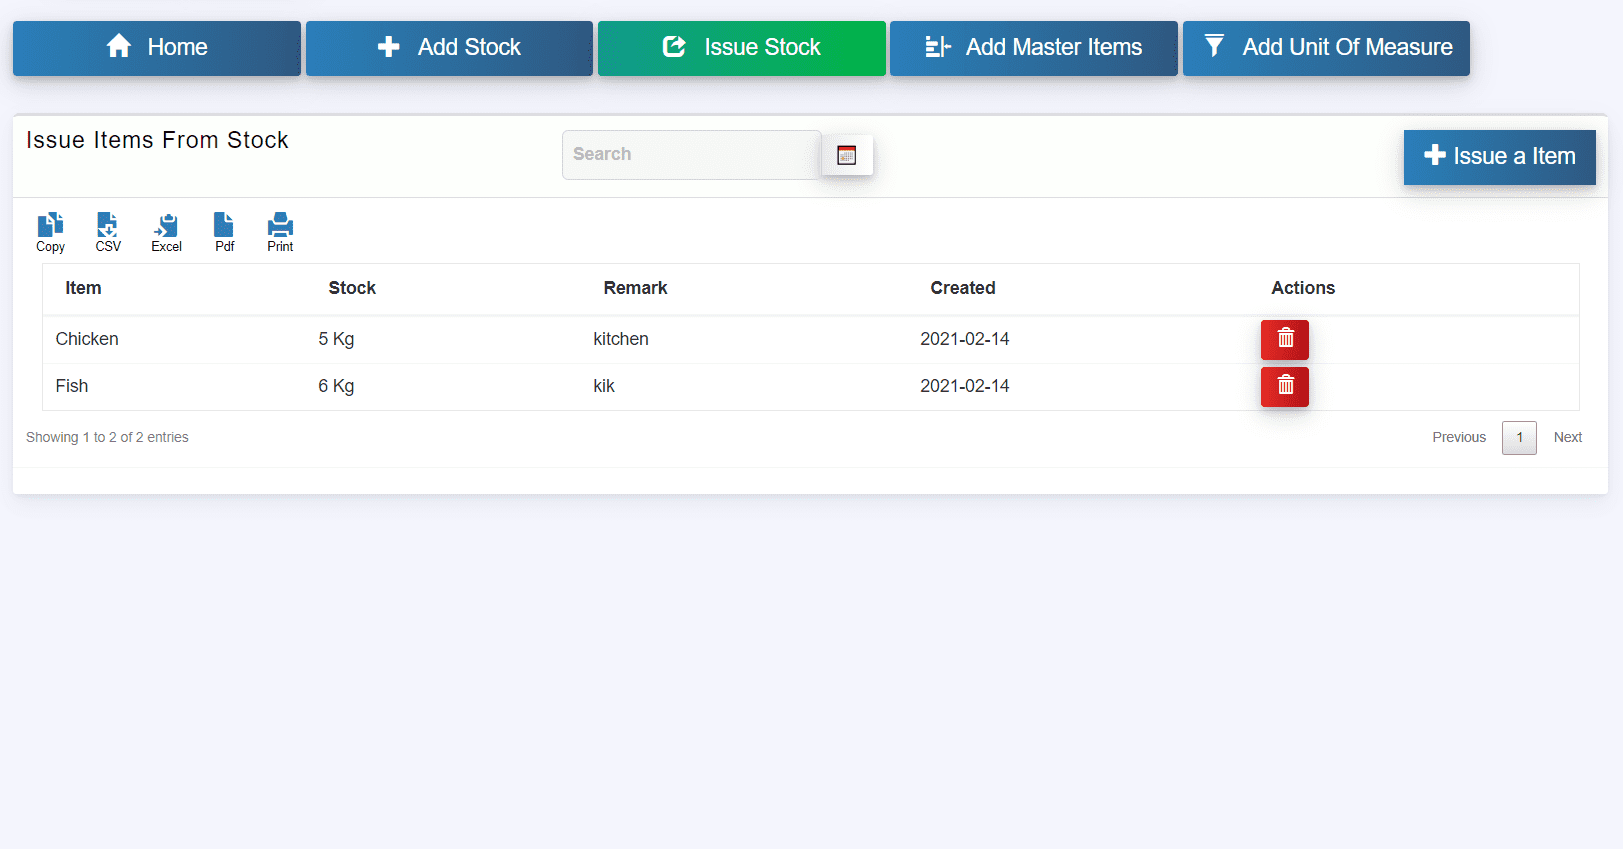 Home Add Stock Issue Stock Add Master Items Add Unit Of Measure
Issue Items From Stock
Search
Issue a Item
Copy CSV Excel Pdf Print
Item Stock Remark Created Actions
Chicken 5 Kg kitchen 2021-02-14
Fish 6 Kg kik 2021-02-14
Showing 1 to 2 of 2 entries
Previous 1 Next